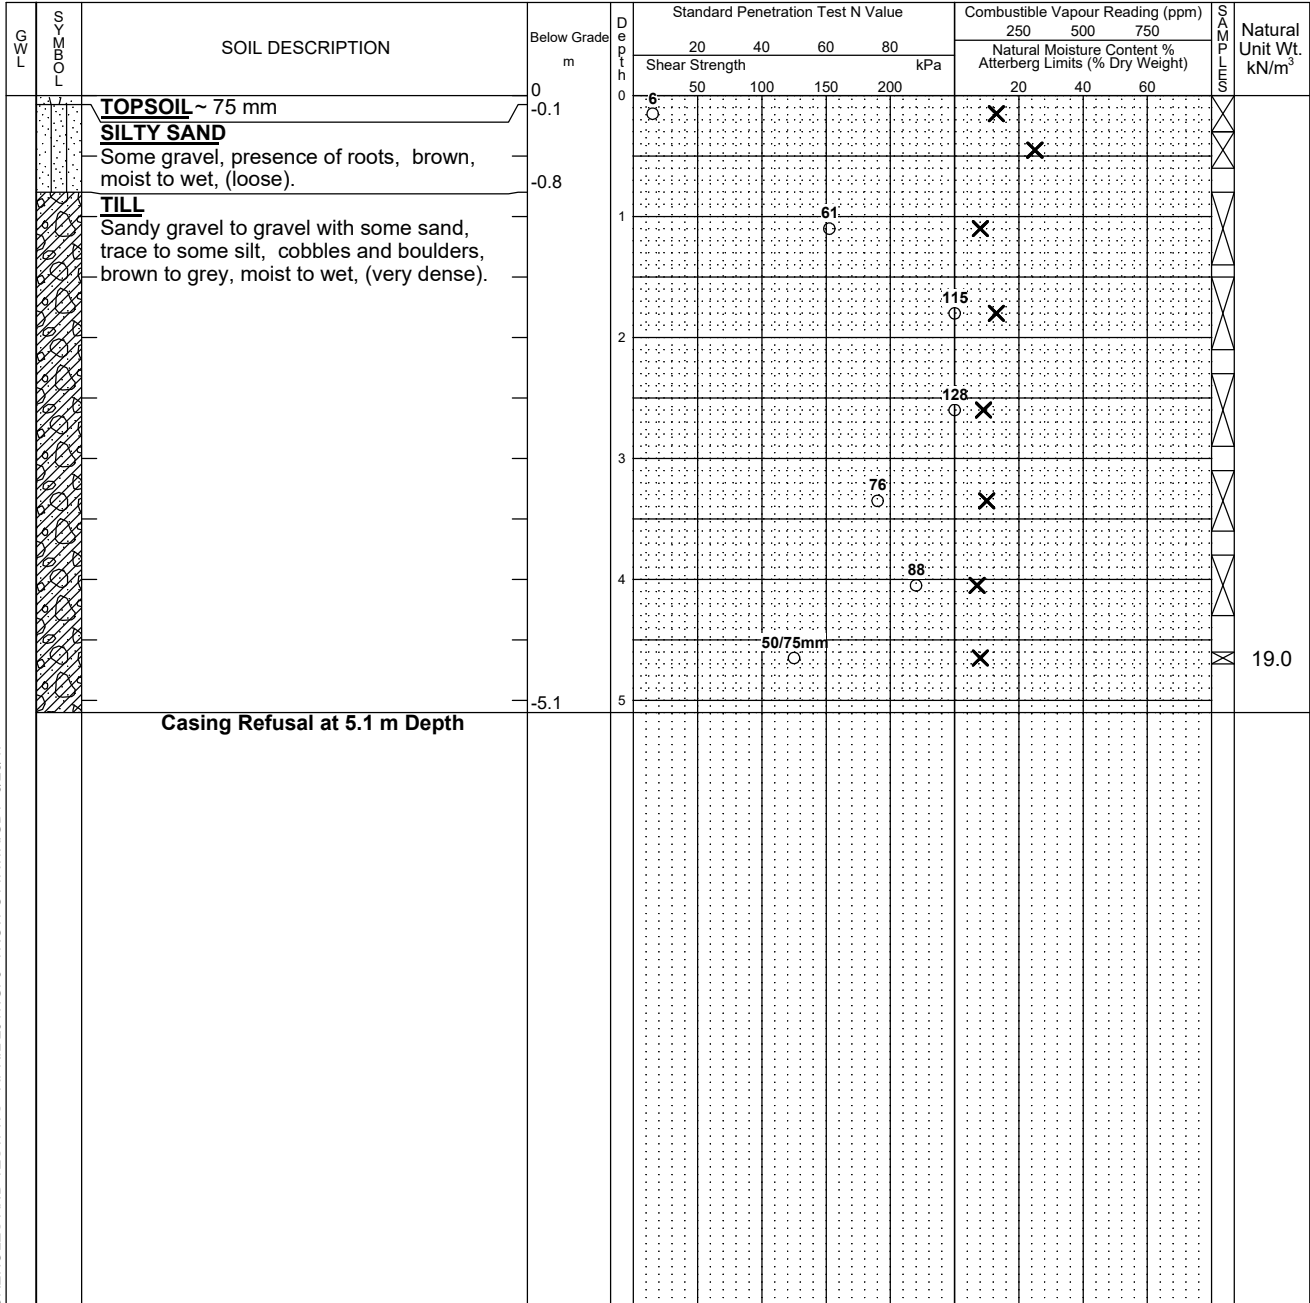 GWL
SYMBOL
SOIL DESCRIPTION
Below Grade
m
0
Depth
Standard Penetration Test N Value
20 40 60 80
Shear Strength kPa
50 100 150 200
Combustible Vapour Reading (ppm)
250 500 750
Natural Moisture Content %
Atterberg Limits (% Dry Weight)
20 40 60
SAMPLES
Natural
Unit Wt.
kN/m³
0
TOPSOIL ~ 75 mm
-0.1
6
SILTY SAND
Some gravel, presence of roots, brown,
moist to wet, (loose).
-0.8
TILL
Sandy gravel to gravel with some sand,
trace to some silt, cobbles and boulders,
brown to grey, moist to wet, (very dense).
61
1
115
2
128
3
76
88
4
50/75mm
19.0
-5.1
5
Casing Refusal at 5.1 m Depth